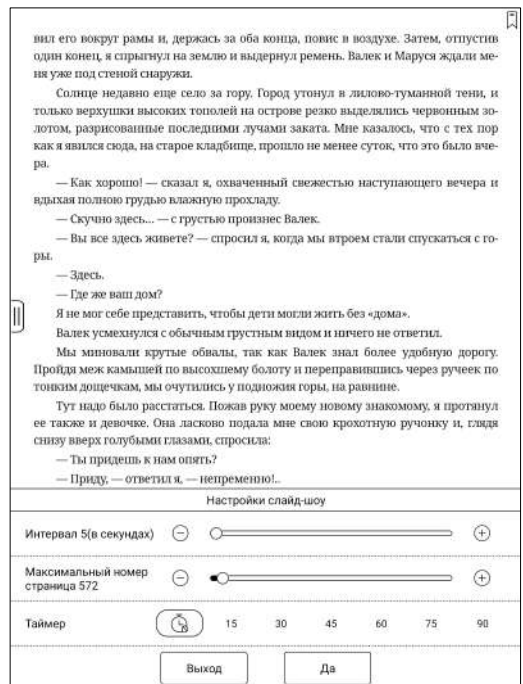 вил его вокруг рамы и, держась за оба конца, повис в воздухе. Затем, отпустив
один конец, я спрыгнул на землю и выдернул ремень. Валек и Маруся ждали ме-
ня уже под стеной снаружи.
Солнце недавно еще село за гору. Город утонул в лилово-туманной тени, и
только верхушки высоких тополей на острове резко выделялись червонным зо-
лотом, разрисованные последними лучами заката. Мне казалось, что с тех пор
как я явился сюда, на старое кладбище, прошло не менее суток, что это было вче-
ра.
— Как хорошо! — сказал я, охваченный свежестью наступающего вечера и
вдыхая полною грудью влажную прохладу.
— Скучно здесь... — с грустью произнес Валек.
— Вы все здесь живете? — спросил я, когда мы втроем стали спускаться с го-
ры.
— Здесь.
— Где же ваш дом?
Я не мог себе представить, чтобы дети могли жить без «дома».
Валек усмехнулся с обычным грустным видом и ничего не ответил.
Мы миновали крутые обвалы, так как Валек знал более удобную дорогу.
Пройдя меж камышей по высохшему болоту и переправившись через ручеек по
тонким дощечкам, мы очутились у подножия горы, на равнине.
Тут надо было расстаться. Пожав руку моему новому знакомому, я протянул
ее также и девочке. Она ласково подала мне свою крохотную ручонку и, глядя
снизу вверх голубыми глазами, спросила:
— Ты придешь к нам опять?
— Приду, — ответил я, — непременно!..
Настройки слайд-шоу
Интервал 5(в секундах)
Максимальный номер
страница 572
Таймер 15 30 45 60 75 90
Выход Да